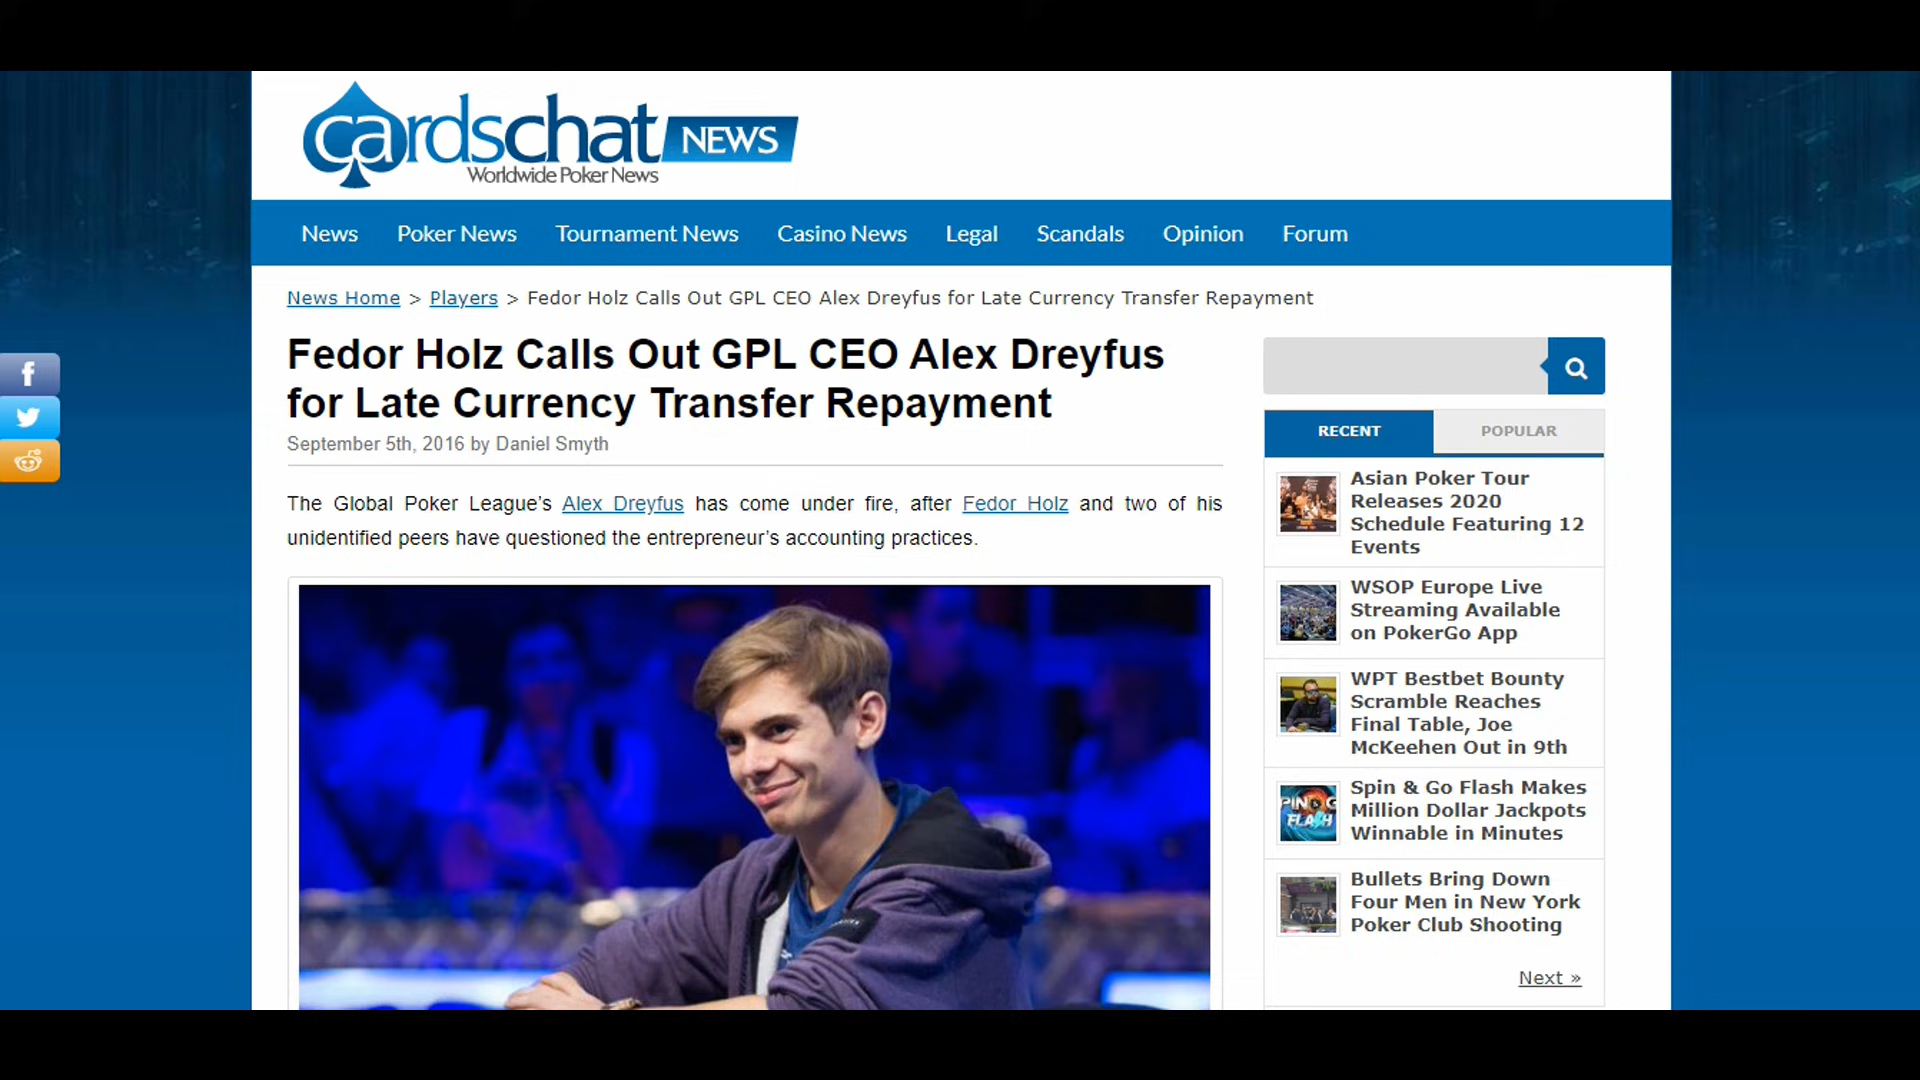 cardschat NEWS
Worldwide Poker News
News Poker News Tournament News Casino News Legal Scandals Opinion Forum
News Home > Players > Fedor Holz Calls Out GPL CEO Alex Dreyfus for Late Currency Transfer Repayment
Fedor Holz Calls Out GPL CEO Alex Dreyfus
for Late Currency Transfer Repayment
September 5th, 2016 by Daniel Smyth
The Global Poker League’s Alex Dreyfus has come under fire, after Fedor Holz and two of his
unidentified peers have questioned the entrepreneur’s accounting practices.
f
RECENT POPULAR
Asian Poker Tour
Releases 2020
Schedule Featuring 12
Events
WSOP Europe Live
Streaming Available
on PokerGo App
WPT Bestbet Bounty
Scramble Reaches
Final Table, Joe
McKeehen Out in 9th
PIN & G
FLASH
Spin & Go Flash Makes
Million Dollar Jackpots
Winnable in Minutes
Bullets Bring Down
Four Men in New York
Poker Club Shooting
Next »